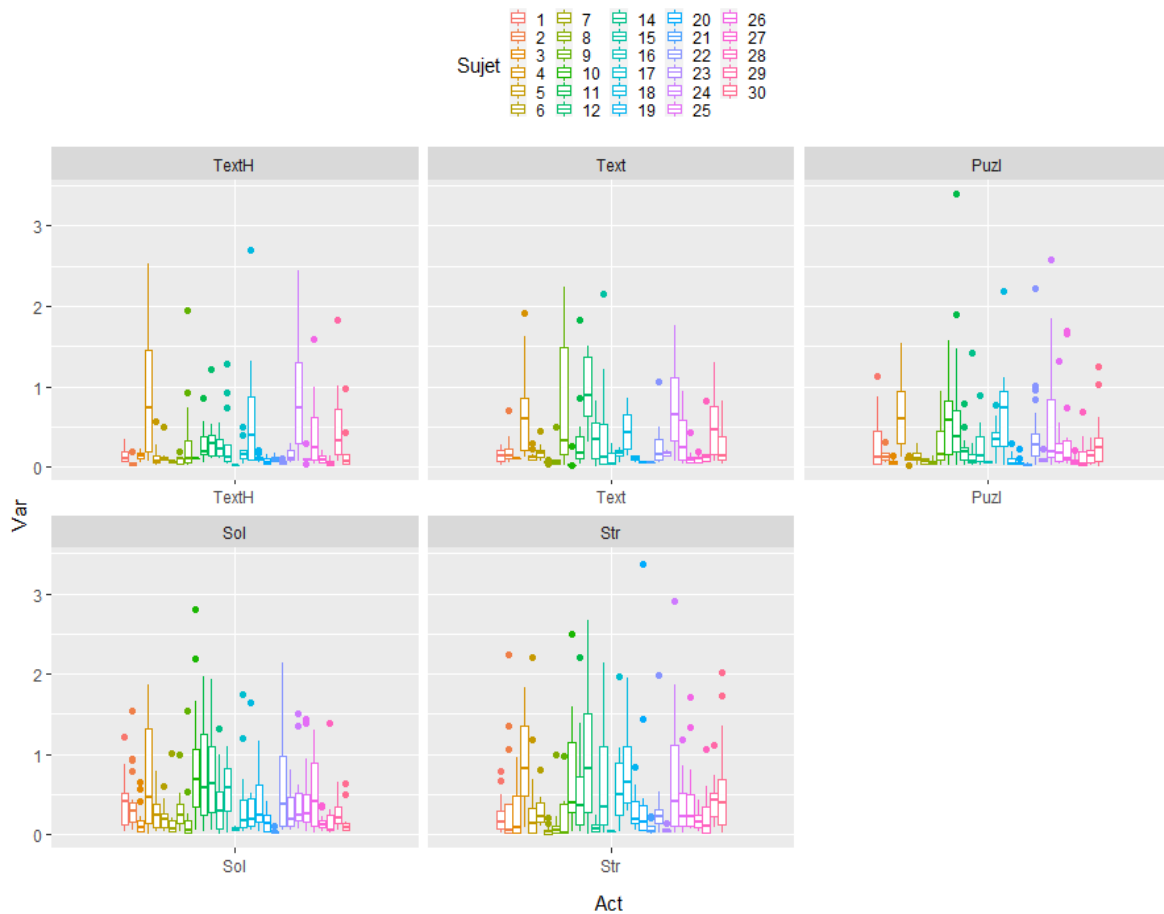 1 7 14 20 26
2 8 15 21 27
3 9 16 22 28
Sujet 4 10 17 23 29
5 11 18 24 30
6 12 19 25
TextH Text Puzl
3
2
1
0
TextH Text Puzl
Var
Sol Str
3
2
1
0
Sol Str
Act